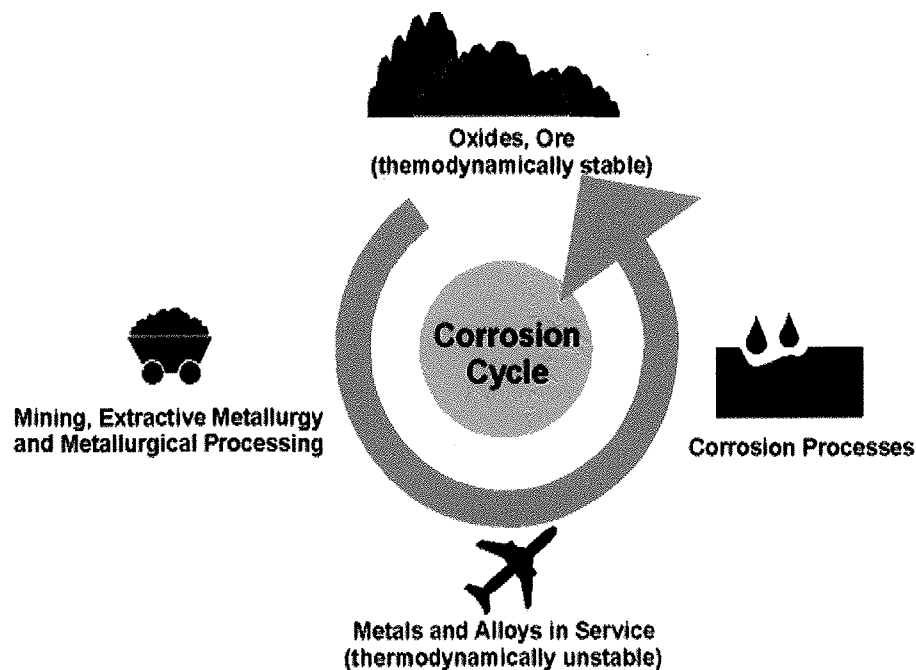 Oxides, Ore
(themodynamically stable)
Corrosion
Cycle
Mining, Extractive Metallurgy
and Metallurgical Processing
Corrosion Processes
Metals and Alloys in Service
(thermodynamically unstable)